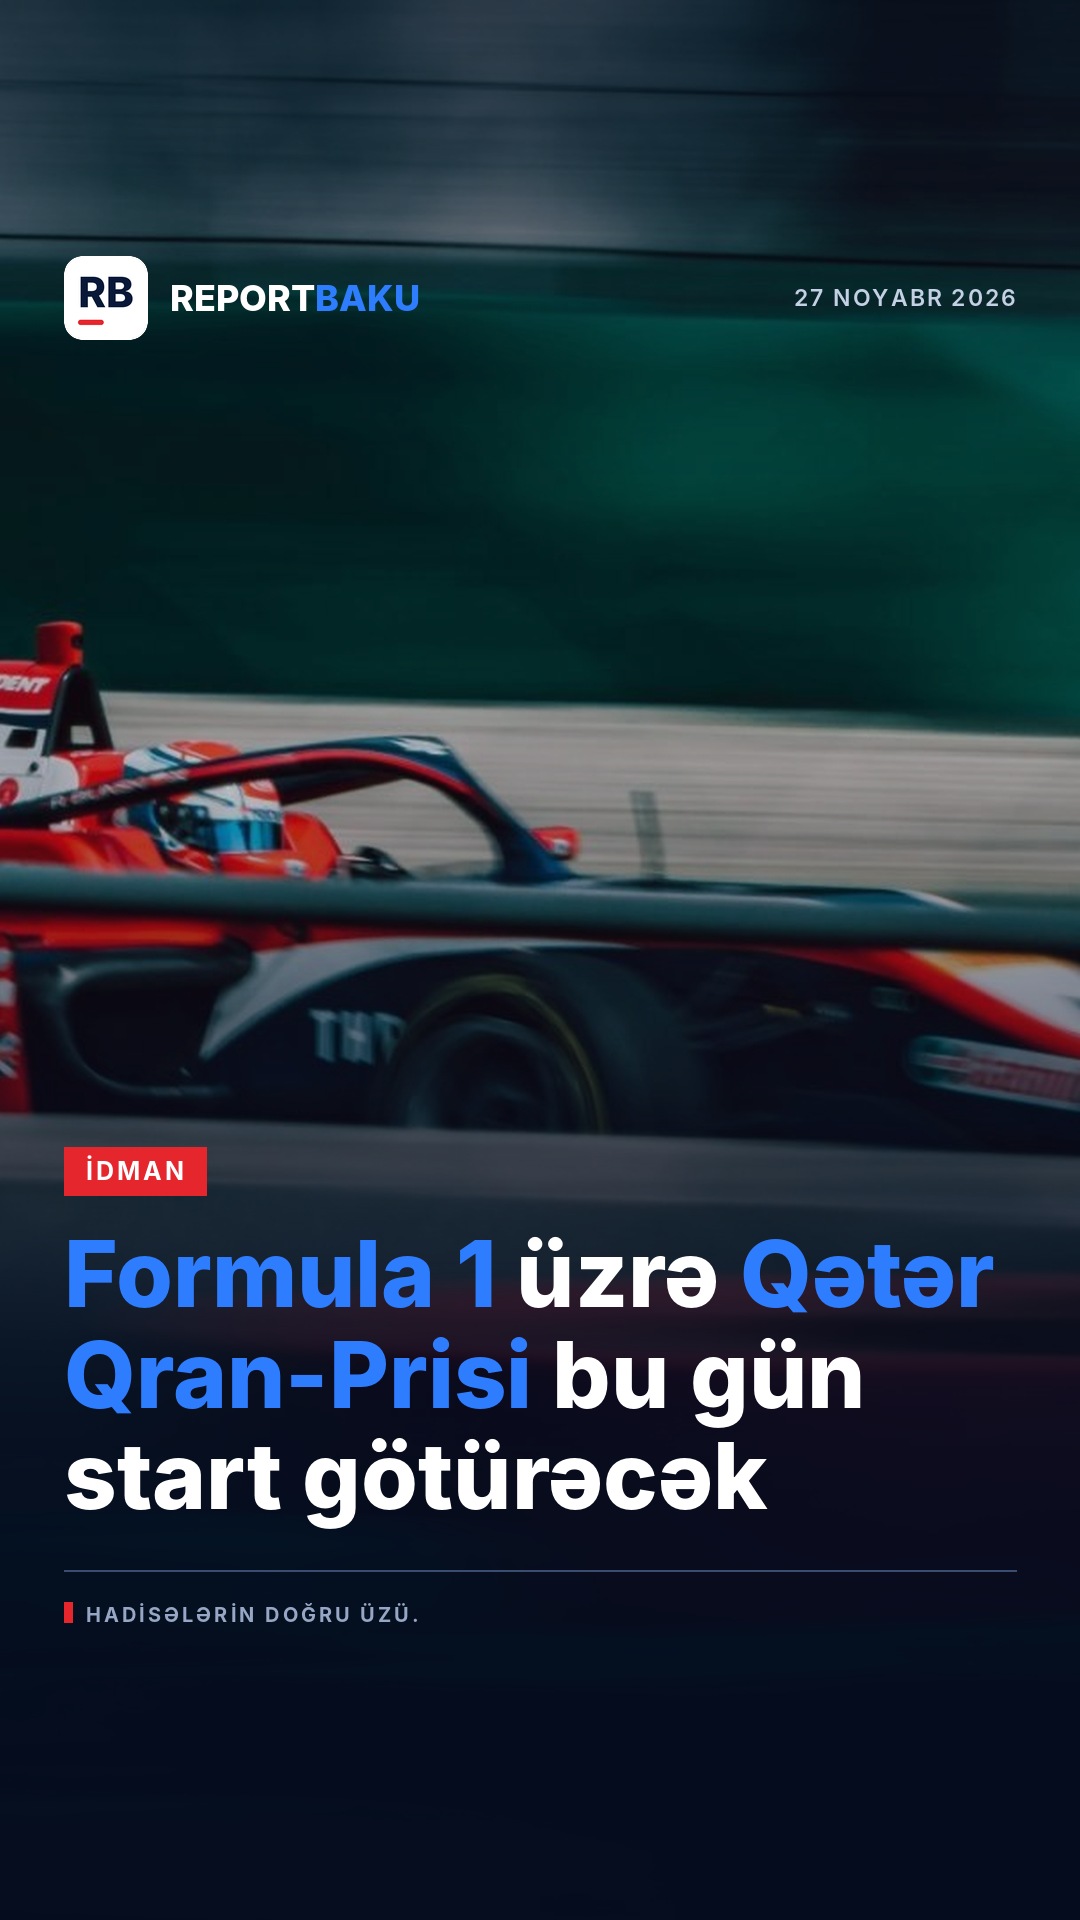 RB
REPORTBAKU
27 NOYABR 2026
DENT
İDMAN
Formula 1 üzrə Qətər
Qran-Prisi bu gün
start götürəcək
HADİSƏLƏRİN DOĞRU ÜZÜ.